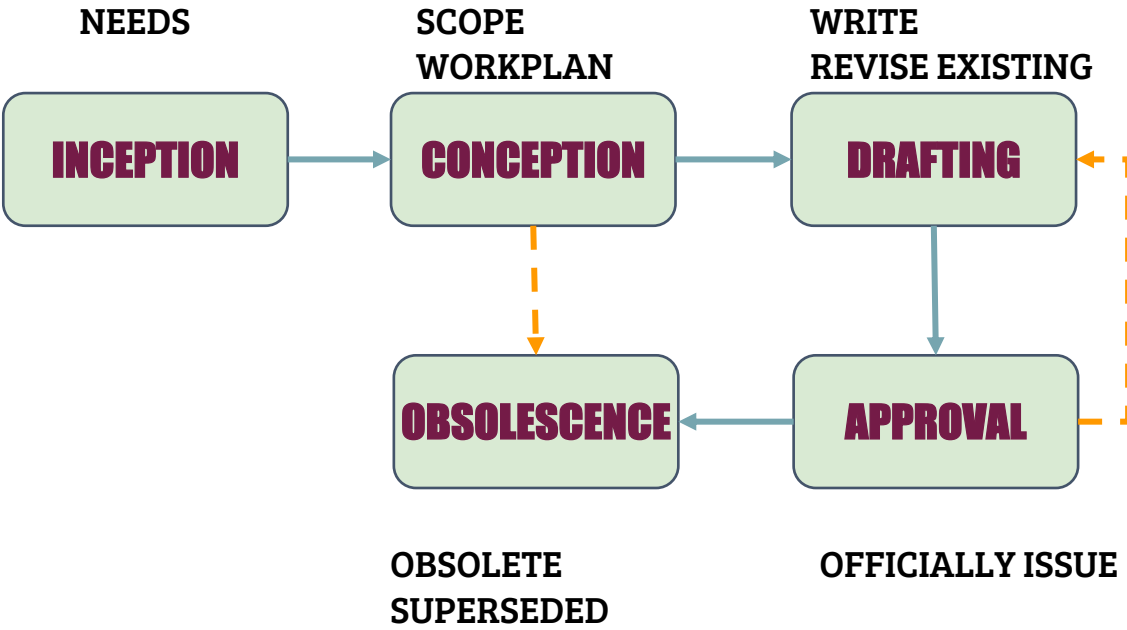 NEEDS
SCOPE
WORKPLAN
WRITE
REVISE EXISTING
INCEPTION
CONCEPTION
DRAFTING
OBSOLESCENCE
APPROVAL
OBSOLETE
SUPERSEDED
OFFICIALLY ISSUE